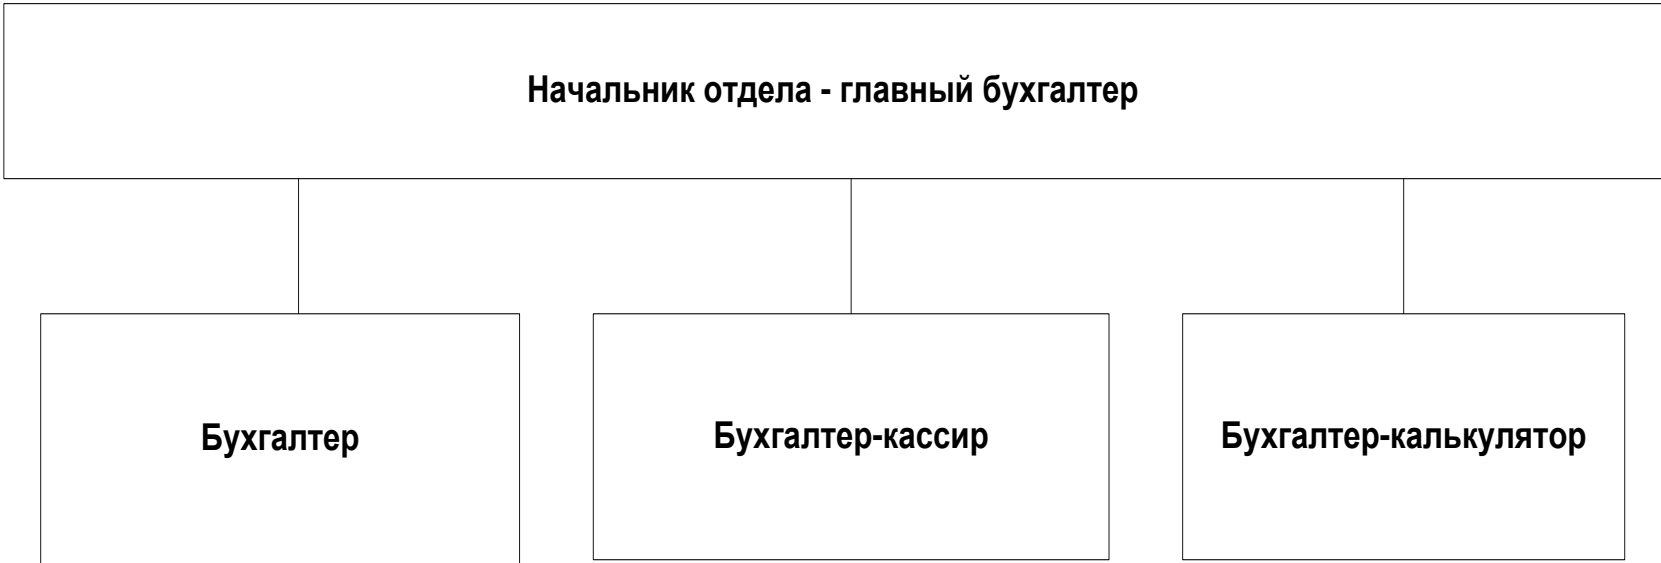 Начальник отдела - главный бухгалтер
Бухгалтер
Бухгалтер-кассир
Бухгалтер-калькулятор